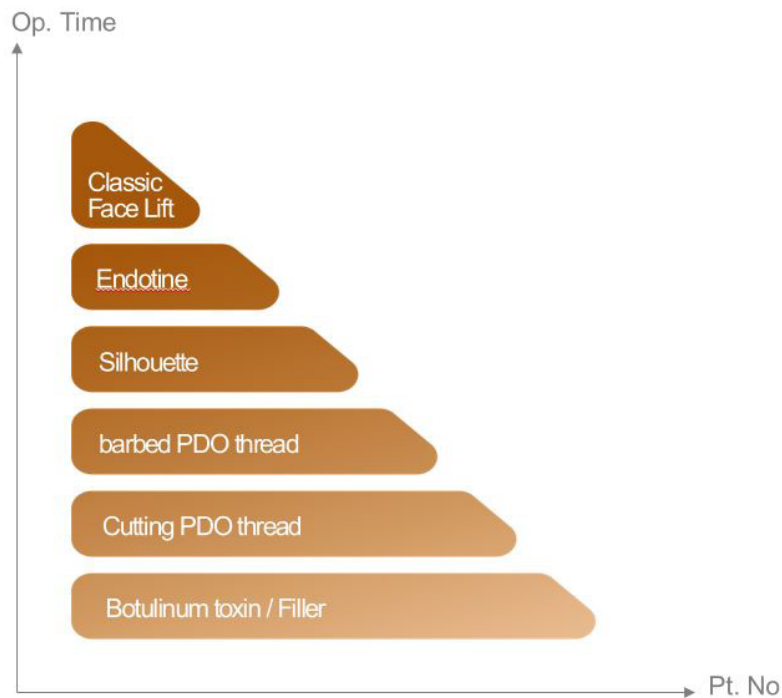 Op. Time
Classic
Face Lift
Endotine
Silhouette
barbed PDO thread
Cutting PDO thread
Botulinum toxin / Filler
Pt. No